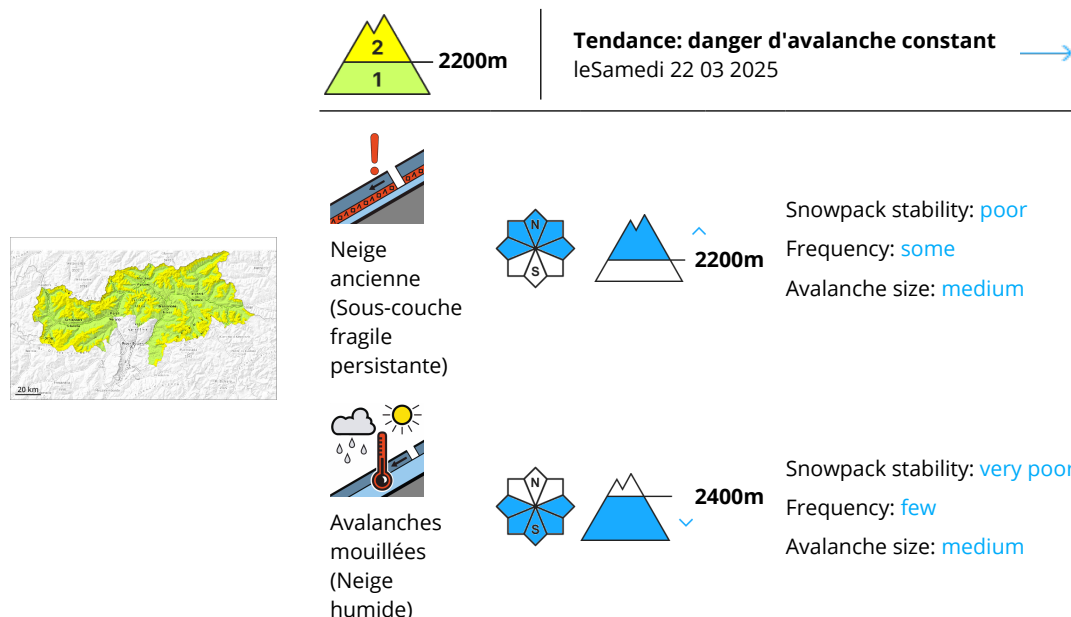 2
1
2200m
Tendance: danger d'avalanche constant
leSamedi 22 03 2025
20 km
Neige
ancienne
(Sous-couche
fragile
persistante)
N
S
2200m
Snowpack stability: poor
Frequency: some
Avalanche size: medium
Avalanches
mouillées
(Neige
humide)
N
S
2400m
Snowpack stability: very poor
Frequency: few
Avalanche size: medium